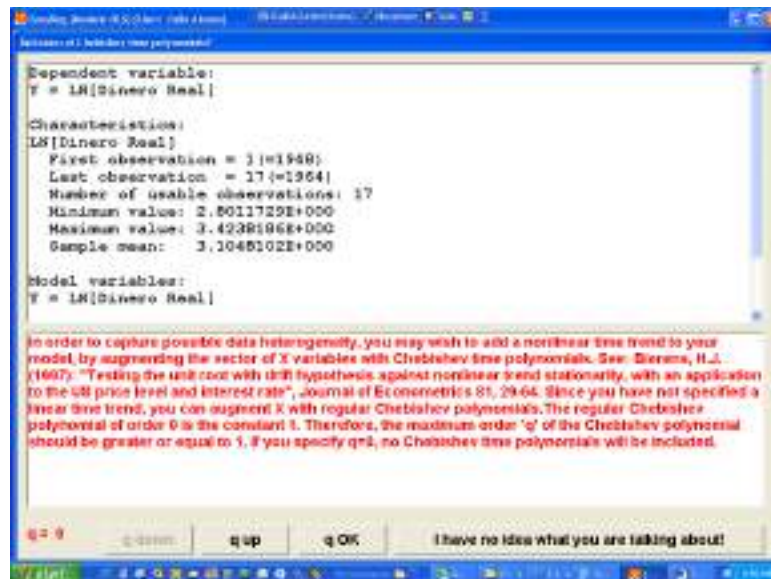 Dependent variable:
Y = LN[Dinero Real]
Characteristics:
LN[Dinero Real]
First observation = 1(=1948)
Last observation = 17(=1964)
Number of usable observations: 17
Minimum value: 2.8011729E+000
Maximum value: 3.4238186E+000
Sample mean: 3.1048102E+000
Model variables:
Y = LN[Dinero Real]
In order to capture possible data heterogeneity, you may wish to add a nonlinear time trend to your
model, by augmenting the vector of X variables with Chebishev time polynomials. See: Bierens, H.J.
(1997): "Testing the unit root with drift hypothesis against nonlinear trend stationarity, with an application
to the US price level and interest rate", Journal of Econometrics 81, 29-64. Since you have not specified a
linear time trend, you can augment X with regular Chebishev polynomials. The regular Chebishev
polynomial of order 0 is the constant 1. Therefore, the maximum order 'q' of the Chebishev polynomial
should be greater or equal to 1. If you specify q=0, no Chebishev time polynomials will be included.
q = 0
q down
q up
q OK
I have no idea what you are talking about!